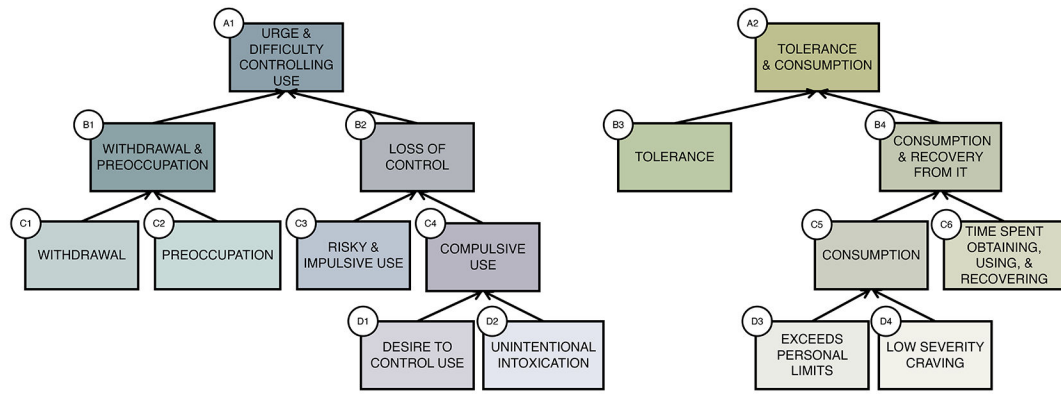 A1
URGE &
DIFFICULTY
CONTROLLING
USE
A2
TOLERANCE
& CONSUMPTION
B1
WITHDRAWAL &
PREOCCUPATION
B2
LOSS OF
CONTROL
B3
TOLERANCE
B4
CONSUMPTION
& RECOVERY
FROM IT
C1
WITHDRAWAL
C2
PREOCCUPATION
C3
RISKY &
IMPULSIVE USE
C4
COMPULSIVE
USE
C5
CONSUMPTION
C6
TIME SPENT
OBTAINING,
USING, &
RECOVERING
D1
DESIRE TO
CONTROL USE
D2
UNINTENTIONAL
INTOXICATION
D3
EXCEEDS
PERSONAL
LIMITS
D4
LOW SEVERITY
CRAVING